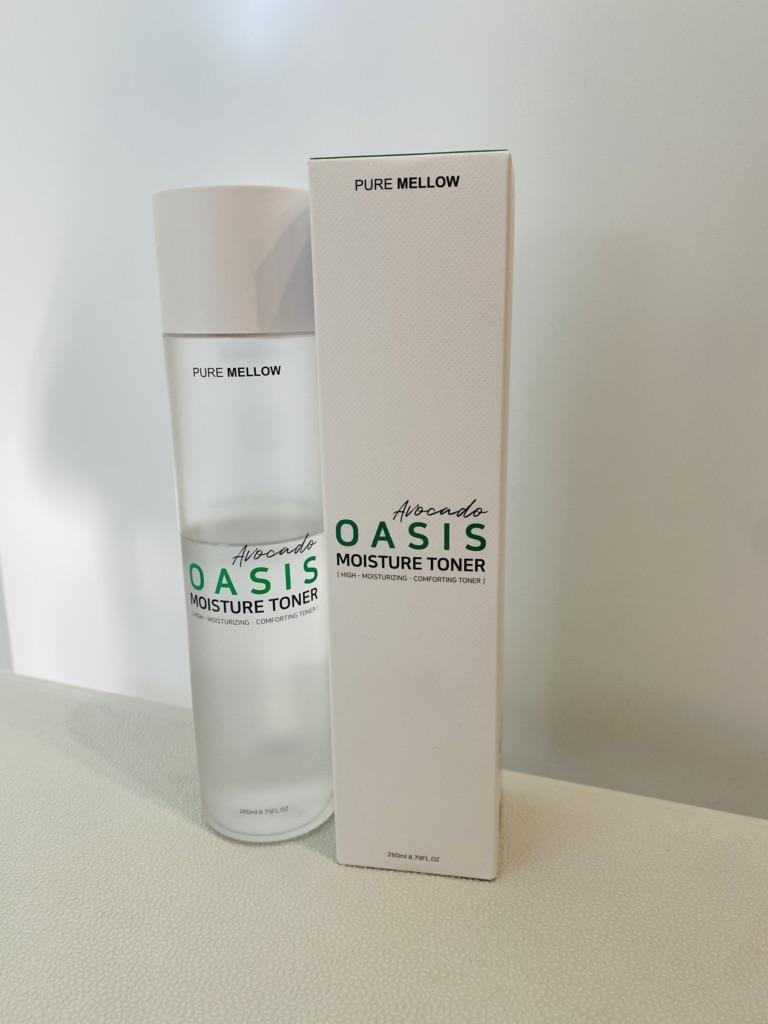 PURE MELLOW
Avocado
OASIS
MOISTURE TONER
| HIGH - MOISTURIZING · COMFORTING TONER |
260ml 8.79FL.OZ
PURE MELLOW
Avocado
OASIS
MOISTURE TONER
| HIGH - MOISTURIZING · COMFORTING TONER |
260ml 8.79FL.OZ